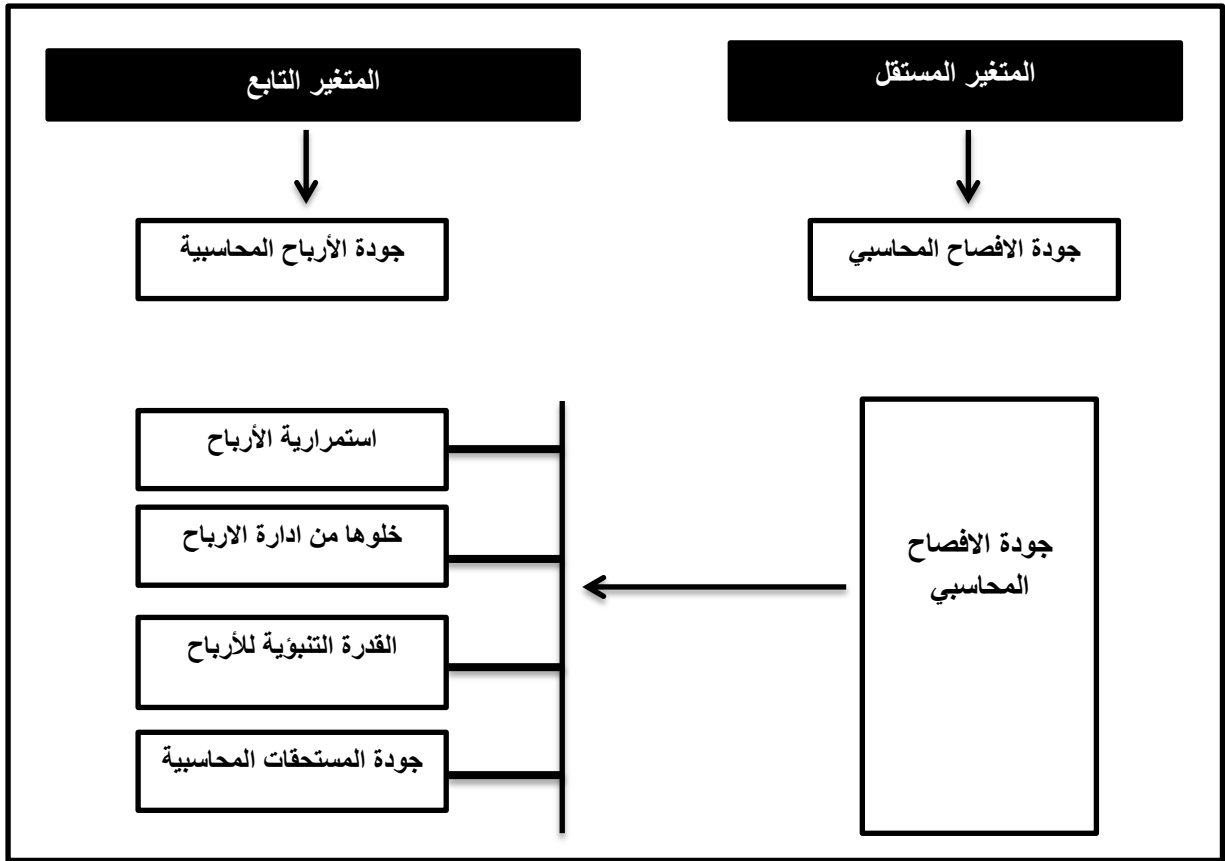 المتغير المستقل
المتغير التابع
جودة الافصاح المحاسبي
جودة الأرباح المحاسبية
جودة الافصاح
المحاسبي
استمرارية الأرباح
خلوها من ادارة الارباح
القدرة التنبؤية للأرباح
جودة المستحقات المحاسبية